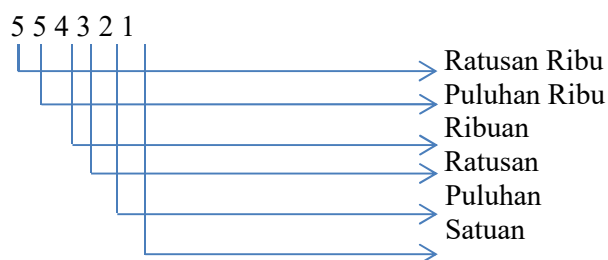 5 5 4 3 2 1
Ratusan Ribu
Puluhan Ribu
Ribuan
Ratusan
Puluhan
Satuan